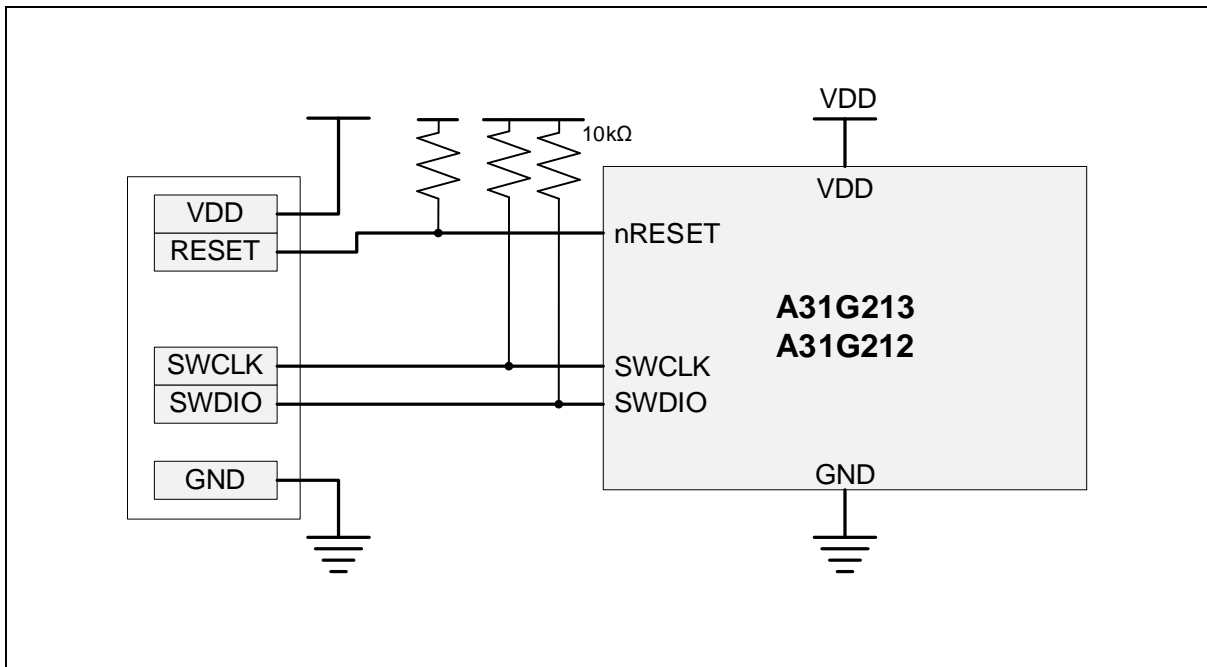 VDD
10kΩ
VDD
VDD
RESET
nRESET
A31G213
A31G212
SWCLK
SWCLK
SWDIO
SWDIO
GND
GND